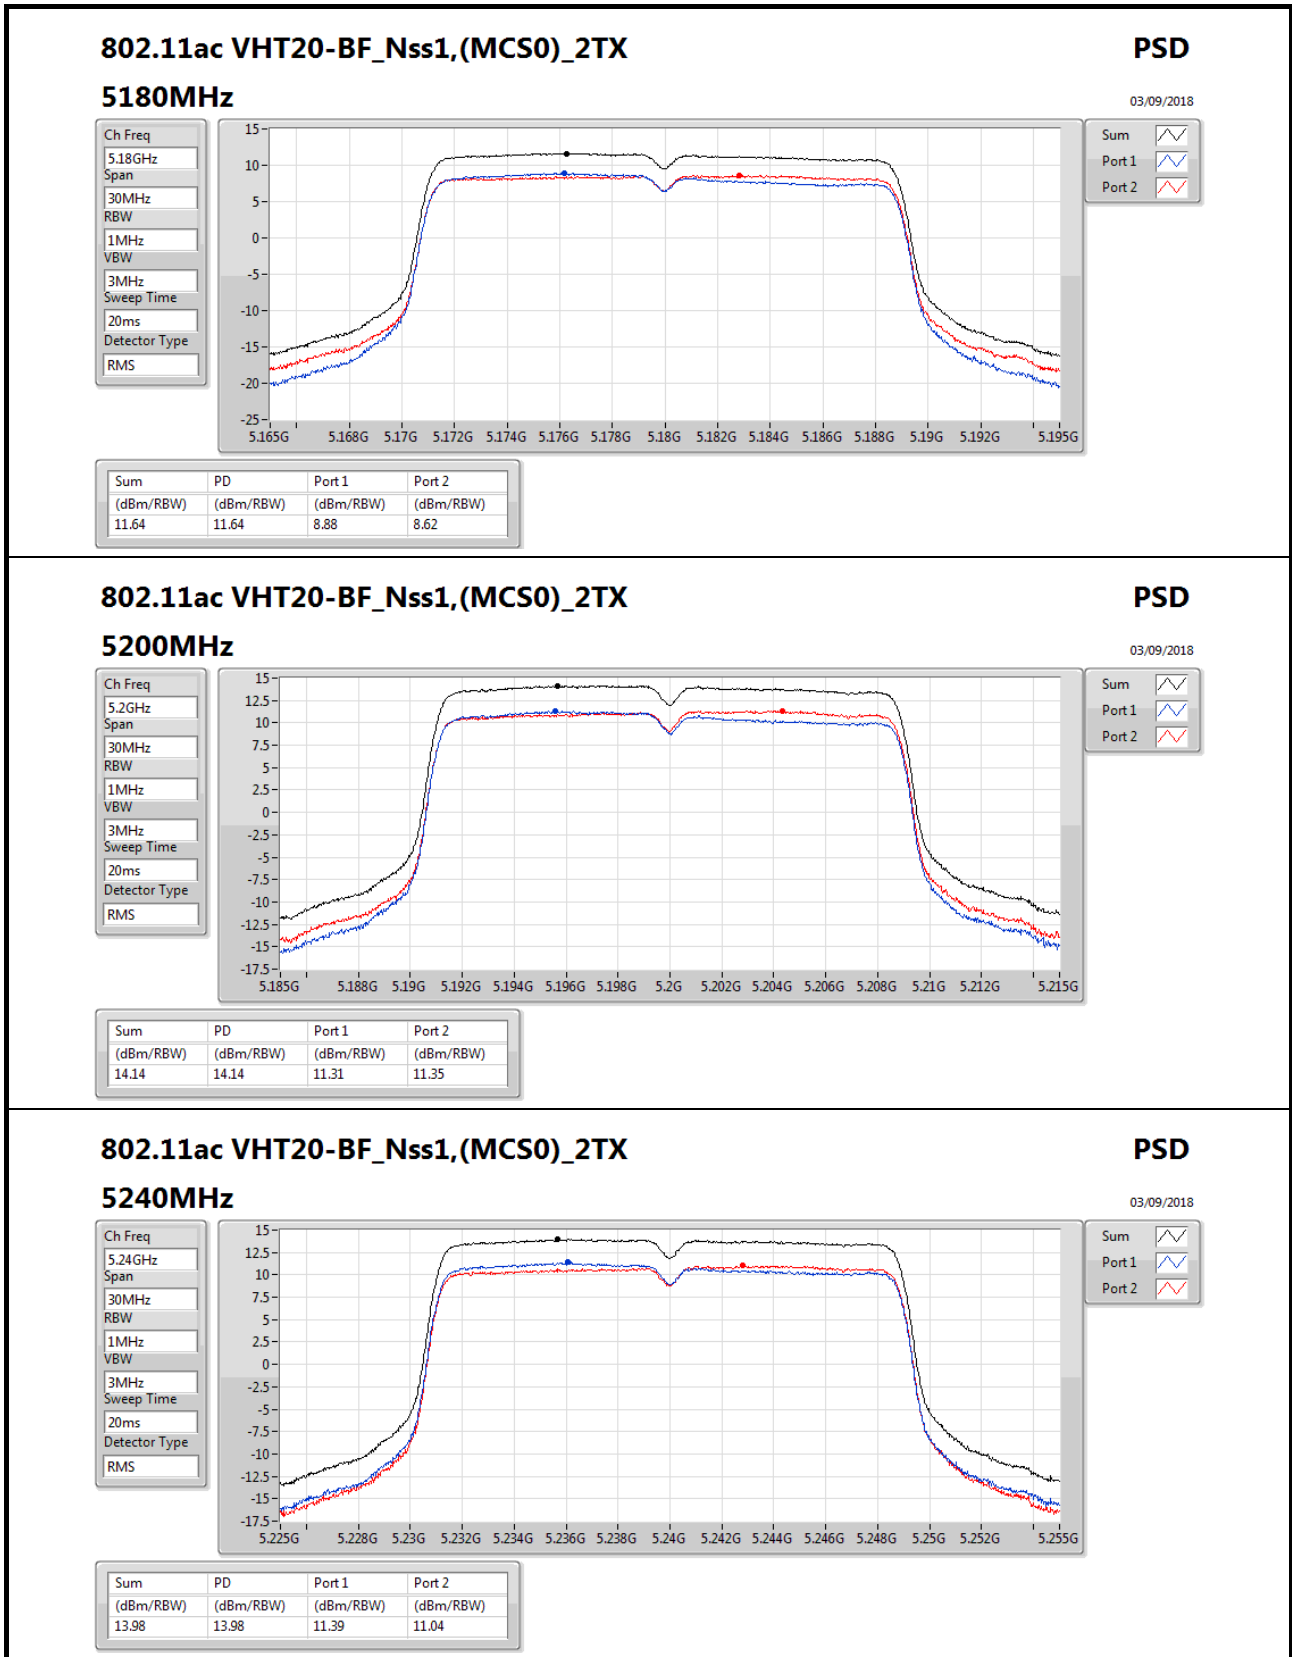 802.11ac VHT20-BF_Nss1,(MCS0)_2TX PSD
5180MHz 03/09/2018
Ch Freq
5.18GHz
Span
30MHz
RBW
1MHz
VBW
3MHz
Sweep Time
20ms
Detector Type
RMS
15
10
5
0
-5
-10
-15
-20
-25
5.165G 5.168G 5.17G 5.172G 5.174G 5.176G 5.178G 5.18G 5.182G 5.184G 5.186G 5.188G 5.19G 5.192G 5.195G
Sum
Port 1
Port 2
Sum PD Port 1 Port 2
(dBm/RBW) (dBm/RBW) (dBm/RBW) (dBm/RBW)
11.64 11.64 8.88 8.62
802.11ac VHT20-BF_Nss1,(MCS0)_2TX PSD
5200MHz 03/09/2018
Ch Freq
5.2GHz
Span
30MHz
RBW
1MHz
VBW
3MHz
Sweep Time
20ms
Detector Type
RMS
15
12.5
10
7.5
5
2.5
0
-2.5
-5
-7.5
-10
-12.5
-15
-17.5
5.185G 5.188G 5.19G 5.192G 5.194G 5.196G 5.198G 5.2G 5.202G 5.204G 5.206G 5.208G 5.21G 5.212G 5.215G
Sum
Port 1
Port 2
Sum PD Port 1 Port 2
(dBm/RBW) (dBm/RBW) (dBm/RBW) (dBm/RBW)
14.14 14.14 11.31 11.35
802.11ac VHT20-BF_Nss1,(MCS0)_2TX PSD
5240MHz 03/09/2018
Ch Freq
5.24GHz
Span
30MHz
RBW
1MHz
VBW
3MHz
Sweep Time
20ms
Detector Type
RMS
15
12.5
10
7.5
5
2.5
0
-2.5
-5
-7.5
-10
-12.5
-15
-17.5
5.225G 5.228G 5.23G 5.232G 5.234G 5.236G 5.238G 5.24G 5.242G 5.244G 5.246G 5.248G 5.25G 5.252G 5.255G
Sum
Port 1
Port 2
Sum PD Port 1 Port 2
(dBm/RBW) (dBm/RBW) (dBm/RBW) (dBm/RBW)
13.98 13.98 11.39 11.04